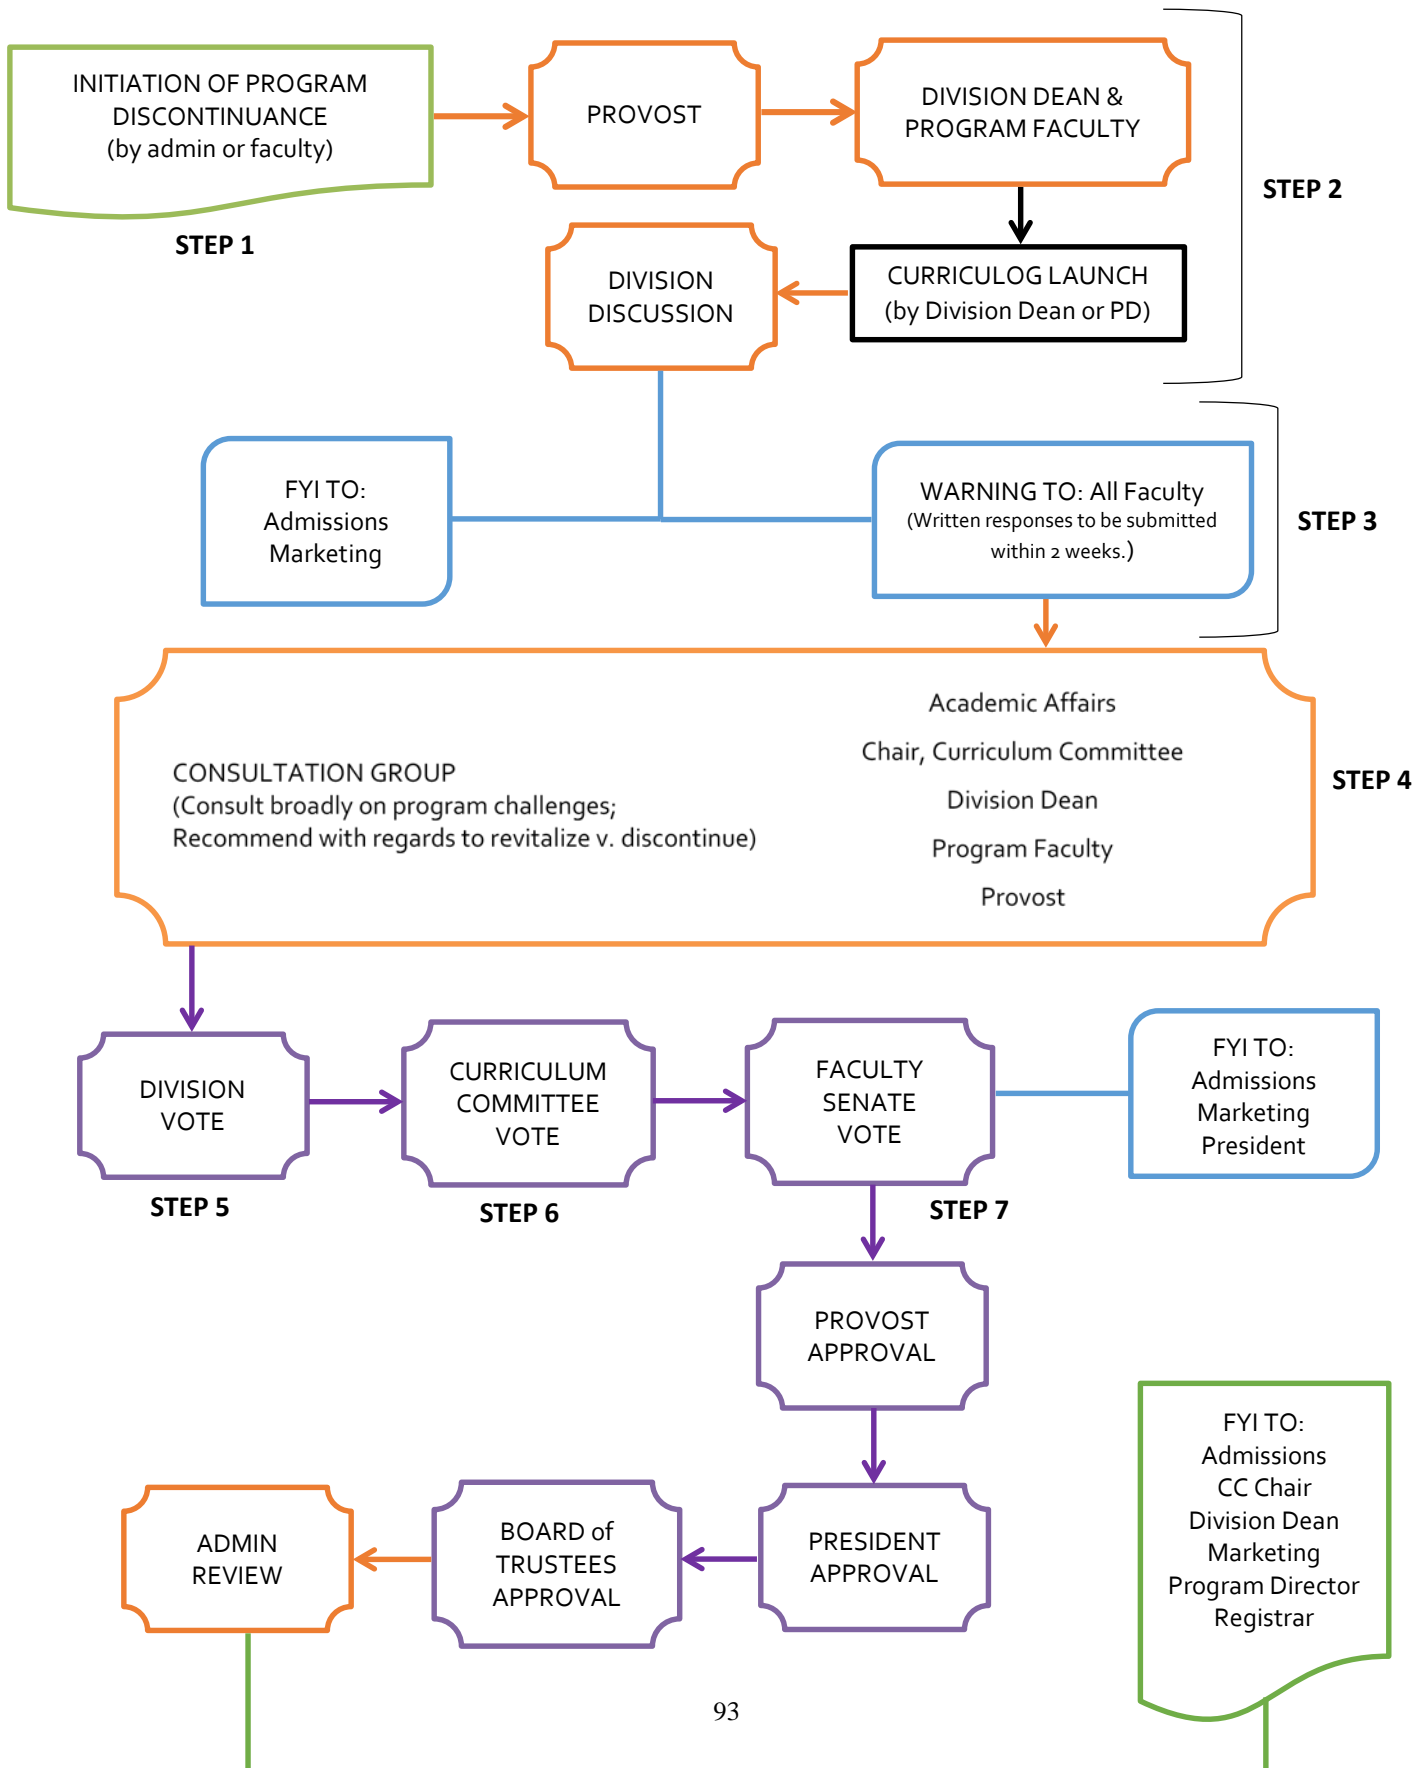 INITIATION OF PROGRAM
DISCONTINUANCE
(by admin or faculty)
STEP 1
PROVOST
DIVISION DEAN &
PROGRAM FACULTY
STEP 2
CURRICULOG LAUNCH
(by Division Dean or PD)
DIVISION
DISCUSSION
FYI TO:
Admissions
Marketing
WARNING TO: All Faculty
(Written responses to be submitted
within 2 weeks.)
STEP 3
CONSULTATION GROUP
(Consult broadly on program challenges;
Recommend with regards to revitalize v. discontinue)
Academic Affairs
Chair, Curriculum Committee
Division Dean
Program Faculty
Provost
STEP 4
DIVISION
VOTE
STEP 5
CURRICULUM
COMMITTEE
VOTE
STEP 6
FACULTY
SENATE
VOTE
STEP 7
FYI TO:
Admissions
Marketing
President
PROVOST
APPROVAL
PRESIDENT
APPROVAL
BOARD of
TRUSTEES
APPROVAL
ADMIN
REVIEW
FYI TO:
Admissions
CC Chair
Division Dean
Marketing
Program Director
Registrar
93